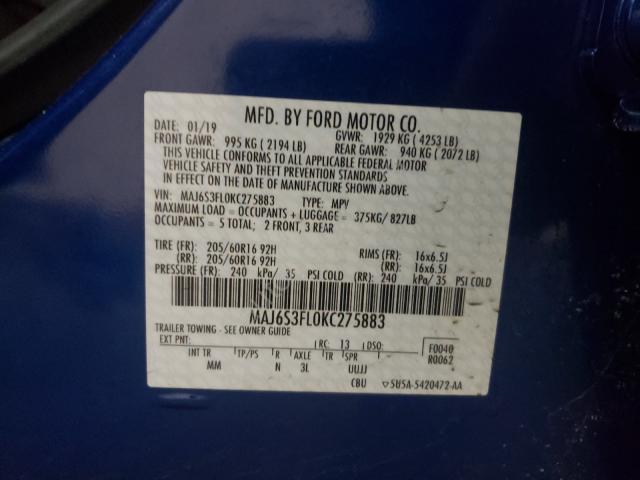 MFD. BY FORD MOTOR CO.
DATE: 01/19 GVWR: 1929 KG ( 4253 LB)
FRONT GAWR: 995 KG ( 2194 LB) REAR GAWR: 940 KG ( 2072 LB)
THIS VEHICLE CONFORMS TO ALL APPLICABLE FEDERAL MOTOR
VEHICLE SAFETY AND THEFT PREVENTION STANDARDS
IN EFFECT ON THE DATE OF MANUFACTURE SHOWN ABOVE.
VIN: MAJ6S3FL0KC275883 TYPE: MPV
MAXIMUM LOAD = OCCUPANTS + LUGGAGE = 375KG/ 827LB
OCCUPANTS = 5 TOTAL; 2 FRONT, 3 REAR
TIRE (FR): 205/60R16 92H RIMS (FR): 16x6.5J
(RR): 205/60R16 92H (RR): 16x6.5J
PRESSURE (FR): 240 kPa/ 35 PSI COLD (RR): 240 kPa/ 35 PSI COLD
MAJ6S3FL0KC275883
TRAILER TOWING - SEE OWNER GUIDE
EXT PNT: RC: 13 DSO: F0040
R0062
INT TR TP/PS R AXLE TR SPR
MM N 3L UUJJ
CBU ▽5U5A-5420472-AA